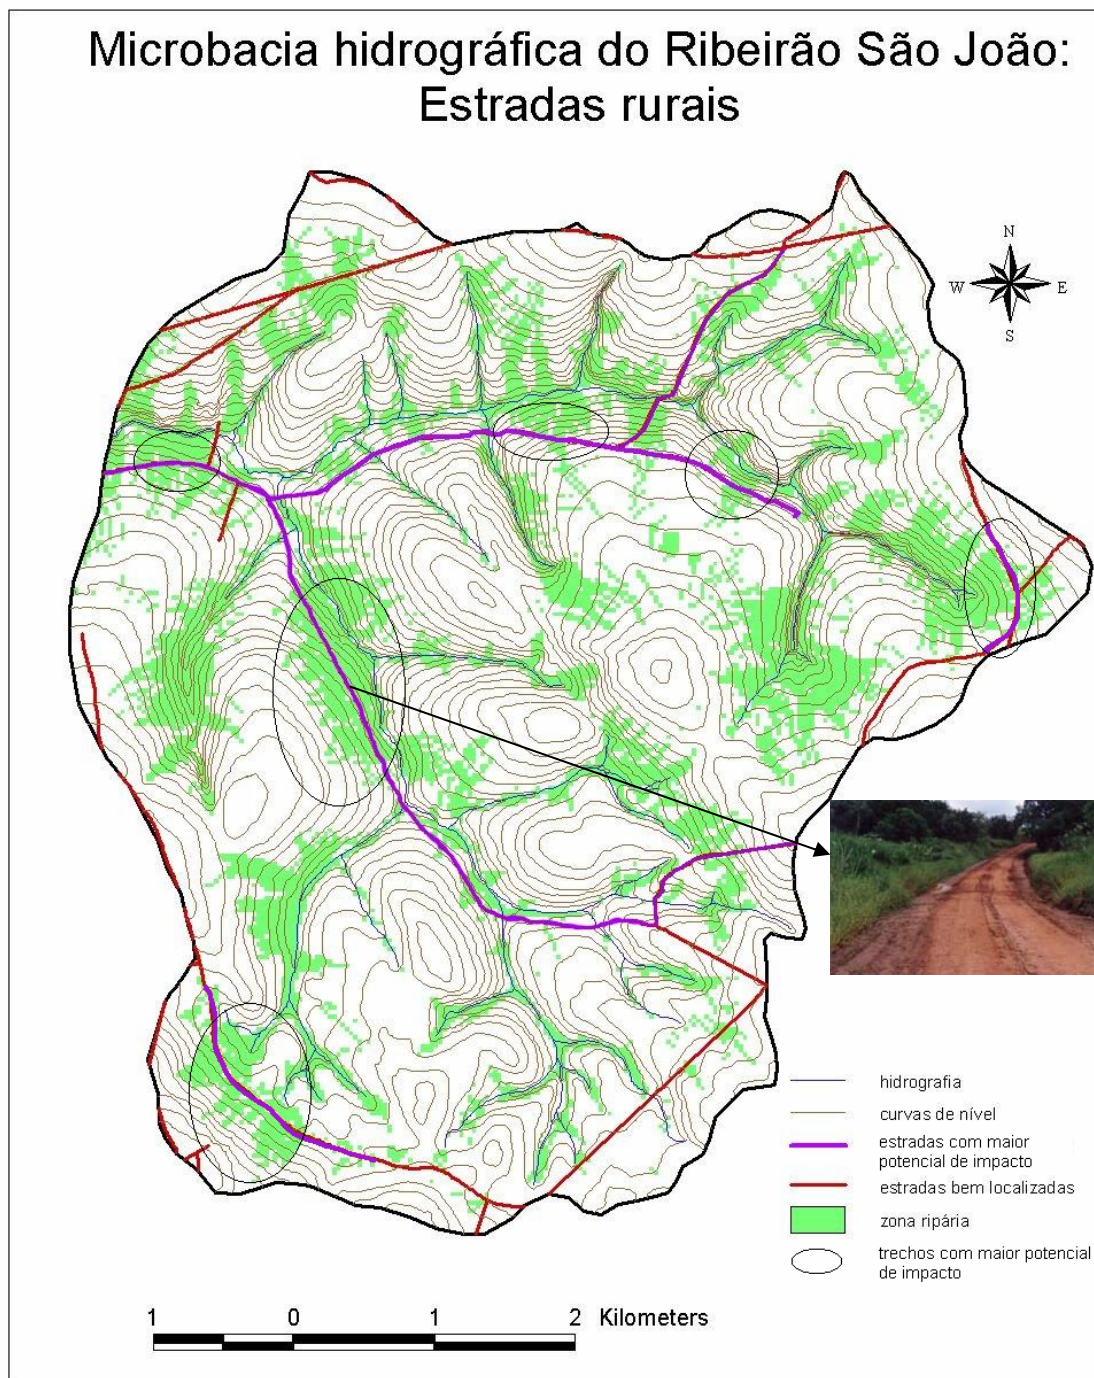 Microbacia hidrográfica do Ribeirão São João:
Estradas rurais
N
W
E
S
hidrografia
curvas de nível
estradas com maior
potencial de impacto
estradas bem localizadas
zona ripária
trechos com maior potencial
de impacto
1 0 1 2 Kilometers